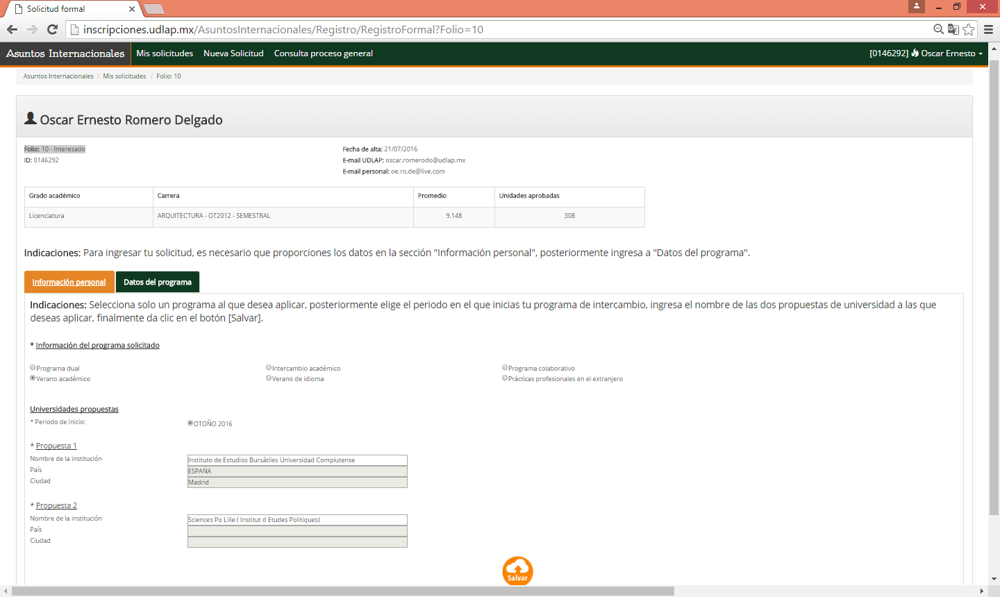 Solicitud formal
inscripciones.udlap.mx/AsuntosInternacionales/Registro/RegistroFormal?Folio=10
Asuntos Internacionales Mis solicitudes Nueva Solicitud Consulta proceso general [0146292] Oscar Ernesto
Asuntos Internacionales / Mis solicitudes / Folio: 10
Oscar Ernesto Romero Delgado
Folio: 10 - Interesado Fecha de alta: 21/07/2016
ID: 0146292 E-mail UDLAP: oscar.romerodo@udlap.mx
E-mail personal: oe.ro.de@live.com
Grado académico Carrera Promedio Unidades aprobadas
Licenciatura ARQUITECTURA - OT2012 - SEMESTRAL 9.148 308
Indicaciones: Para ingresar tu solicitud, es necesario que proporciones los datos en la sección "Información personal", posteriormente ingresa a "Datos del programa".
Información personal Datos del programa
Indicaciones: Selecciona solo un programa al que desea aplicar, posteriormente elige el periodo en el que inicias tu programa de intercambio, ingresa el nombre de las dos propuestas de universidad a las que
deseas aplicar, finalmente da clic en el botón [Salvar].
* Información del programa solicitado
Programa dual Intercambio académico Programa colaborativo
Verano académico Verano de idioma Prácticas profesionales en el extranjero
Universidades propuestas
* Periodo de inicio: OTOÑO 2016
* Propuesta 1
Nombre de la institución Instituto de Estudios Bursátiles Universidad Complutense
País ESPAÑA
Ciudad Madrid
* Propuesta 2
Nombre de la institución Sciences Po Lille ( Institut d Etudes Politiques)
País
Ciudad
Salvar